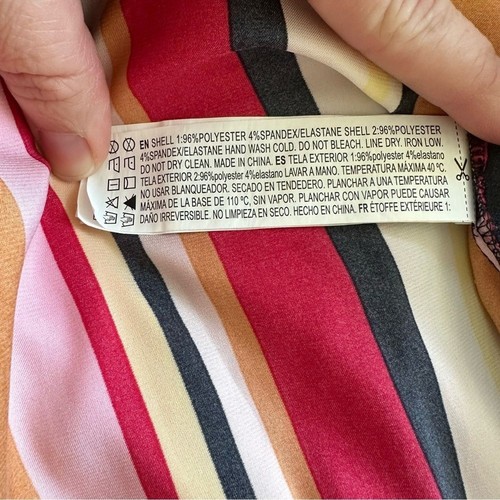 EN SHELL 1:96%POLYESTER 4%SPANDEX/ELASTANE SHELL 2:96%POLYESTER
4%SPANDEX/ELASTANE HAND WASH COLD. DO NOT BLEACH. LINE DRY. IRON LOW.
DO NOT DRY CLEAN. MADE IN CHINA. ES TELA EXTERIOR 1:96%polyester 4%elastano
TELA EXTERIOR 2:96%polyester 4%elastano LAVAR A MANO. TEMPERATURA MÁXIMA 40 ºC.
NO USAR BLANQUEADOR. SECADO EN TENDEDERO. PLANCHAR A UNA TEMPERATURA
MÁXIMA DE LA BASE DE 110 ºC, SIN VAPOR. PLANCHAR CON VAPOR PUEDE CAUSAR
DAÑO IRREVERSIBLE. NO LIMPIEZA EN SECO. HECHO EN CHINA. FR ÉTOFFE EXTÉRIEURE 1: